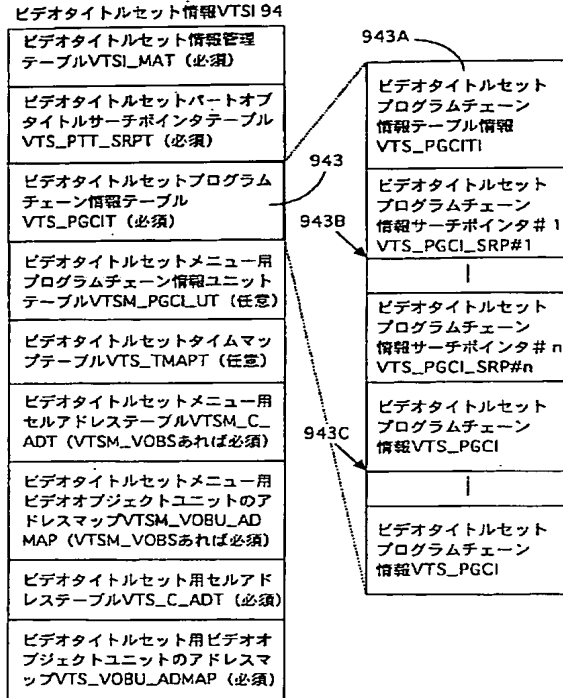 ビデオタイトルセット情報VTSI 94
ビデオタイトルセット情報管理
テーブルVTSI_MAT（必須）
ビデオタイトルセットパートオブ
タイトルサーチポインタテーブル
VTS_PTT_SRPT（必須）
ビデオタイトルセットプログラム
チェーン情報テーブル
VTS_PGCIT（必須）
ビデオタイトルセットメニュー用
プログラムチェーン情報ユニット
テーブルVTSM_PGCI_UT（任意）
ビデオタイトルセットタイムマッ
プテーブルVTS_TMAPT（任意）
ビデオタイトルセットメニュー用
セルアドレステーブルVTSM_C_
ADT（VTSM_VOBSあれば必須）
ビデオタイトルセットメニュー用
ビデオオブジェクトユニットのア
ドレスマップVTSM_VOBU_AD
MAP（VTSM_VOBSあれば必須）
ビデオタイトルセット用セルアド
レステーブルVTS_C_ADT（必須）
ビデオタイトルセット用ビデオオ
ブジェクトユニットのアドレスマ
ップVTS_VOBU_ADMAP（必須）
943
943A
ビデオタイトルセット
プログラムチェーン
情報テーブル情報
VTS_PGCITI
943B
ビデオタイトルセット
プログラムチェーン
情報サーチポインタ＃1
VTS_PGCI_SRP#1
ビデオタイトルセット
プログラムチェーン
情報サーチポインタ＃n
VTS_PGCI_SRP#n
943C
ビデオタイトルセット
プログラムチェーン
情報VTS_PGCI
ビデオタイトルセット
プログラムチェーン
情報VTS_PGCI